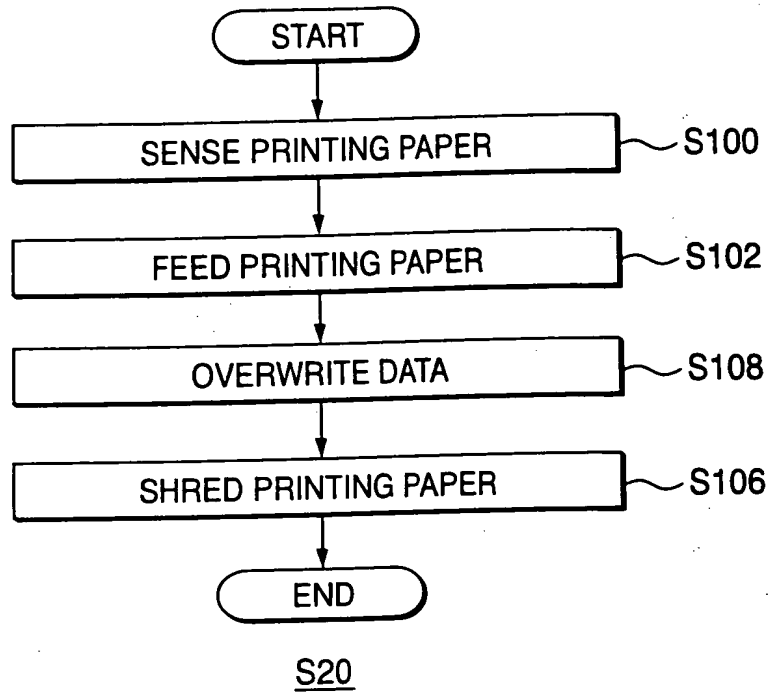 START
SENSE PRINTING PAPER
S100
FEED PRINTING PAPER
S102
OVERWRITE DATA
S108
SHRED PRINTING PAPER
S106
END
S20